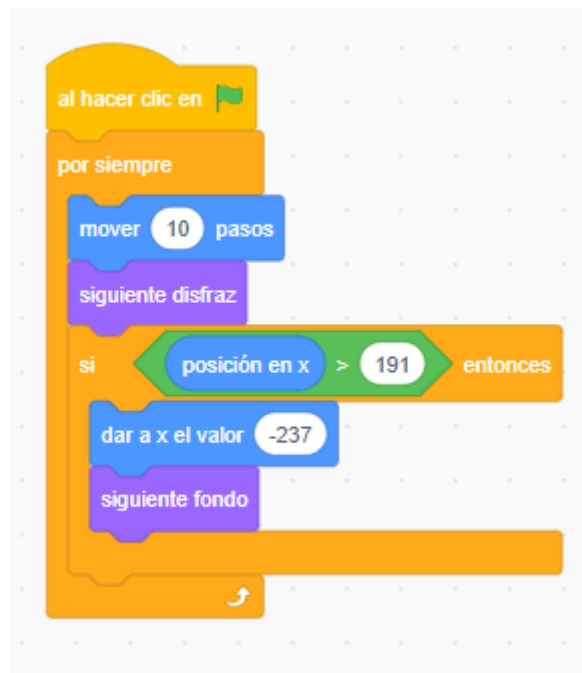 al hacer clic en
por siempre
mover 10 pasos
siguiente disfraz
si posición en x > 191 entonces
dar a x el valor -237
siguiente fondo